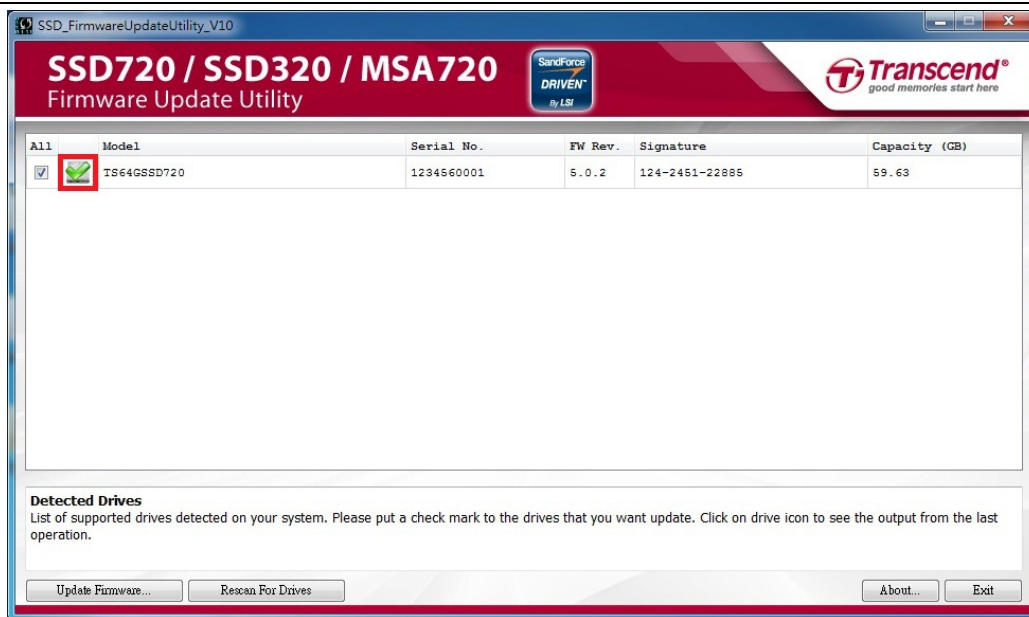 SSD_FirmwareUpdateUtility_V10
SSD720 / SSD320 / MSA720
Firmware Update Utility
SandForce
DRIVEN™
By LSI
Transcend®
good memories start here
All Model Serial No. FW Rev. Signature Capacity (GB)
TS64GSSD720 1234560001 5.0.2 124-2451-22885 59.63
Detected Drives
List of supported drives detected on your system. Please put a check mark to the drives that you want update. Click on drive icon to see the output from the last
operation.
Update Firmware... Rescan For Drives About... Exit